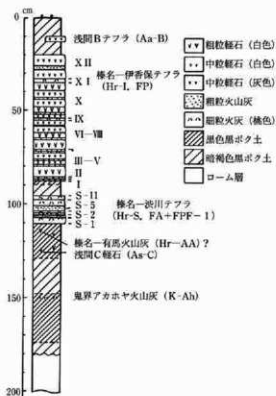 cm
0
50
100
150
200
浅間Bテフラ (Aa-B)
XII
XI
X
IX
VI-VIII
III-V
II
I
榛名-伊香保テフラ
(Hr-I, FP)
S-11
S-5
S-2
S-1
榛名-渋川テフラ
(Hr-S, FA+FPF-1)
榛名-有馬火山灰 (Hr-AA) ?
浅間C軽石 (As-C)
鬼界アカホヤ火山灰 (K-Ah)
粗粒軽石 (白色)
中粒軽石 (白色)
中粒軽石 (灰色)
粗粒火山灰
細粒火灰 (桃色)
黒色黒ボク土
暗褐色黒ボク土
ローム層